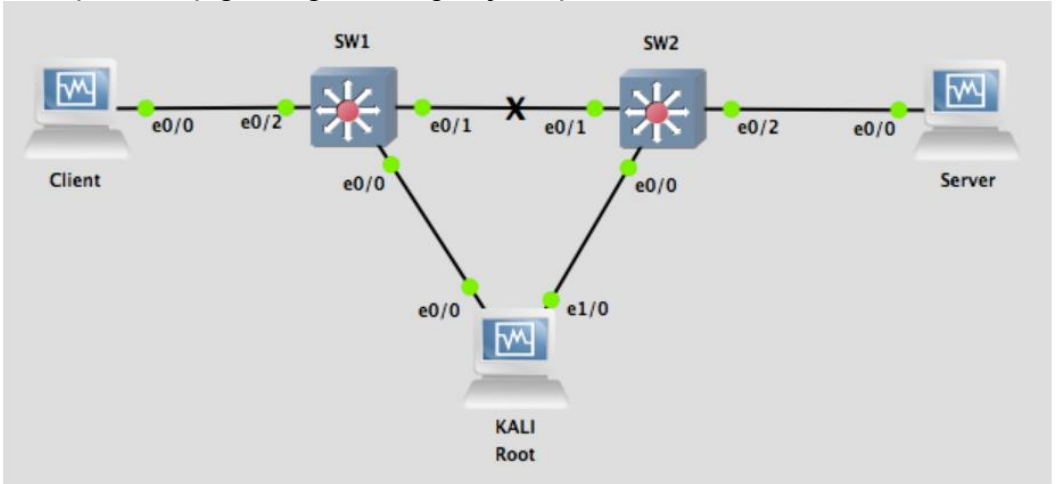 SW1
SW2
e0/0
e0/2
e0/1
X
e0/1
e0/2
e0/0
Client
e0/0
e0/0
Server
e0/0
e1/0
KALI
Root